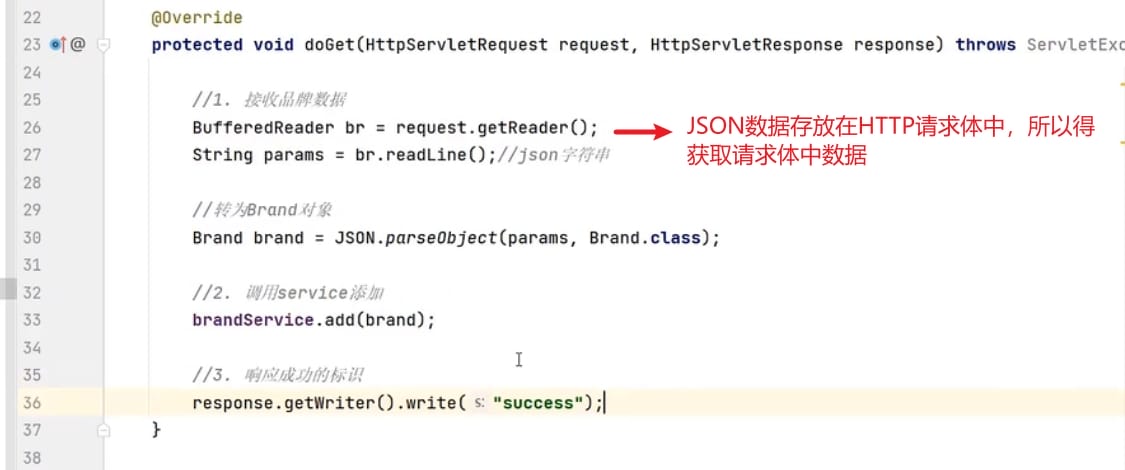 22 @Override
23 @ protected void doGet(HttpServletRequest request, HttpServletResponse response) throws ServletExc
24
25 //1. 接收品牌数据
26 BufferedReader br = request.getReader(); JSON数据存放在HTTP请求体中，所以得
27 String params = br.readLine();//json字符串 获取请求体中数据
28
29 //转为Brand对象
30 Brand brand = JSON.parseObject(params, Brand.class);
31
32 //2. 调用service添加
33 brandService.add(brand);
34
35 //3. 响应成功的标识
36 response.getWriter().write( s: "success");
37 }
38